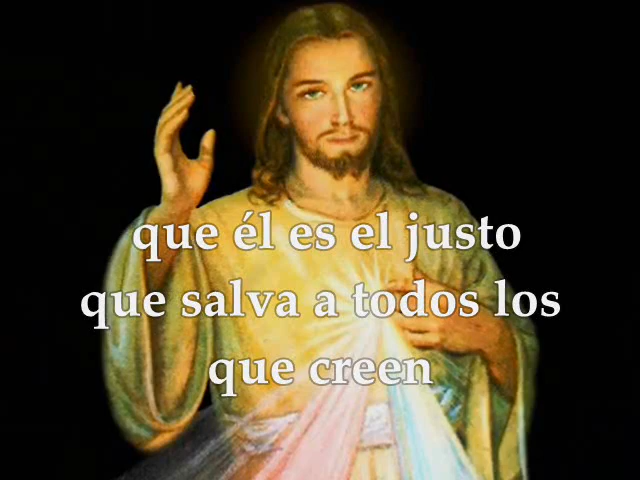 que él es el justo
que salva a todos los
que creen